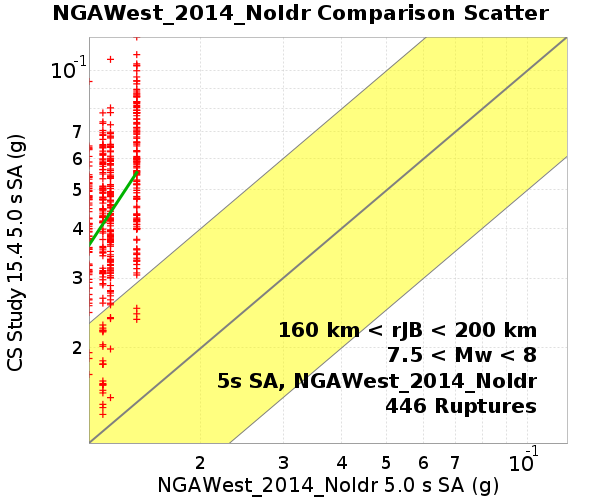 NGAWest_2014_NoIdr Comparison Scatter
10-1
7
6
5
4
3
2
CS Study 15.4 5.0 s SA (g)
160 km < rJB < 200 km
7.5 < Mw < 8
5s SA, NGAWest_2014_NoIdr
446 Ruptures
2 3 4 5 6 7 10-1
NGAWest_2014_NoIdr 5.0 s SA (g)